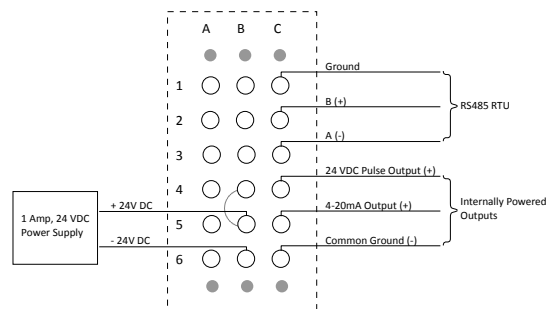 A B C
Ground
1
B (+)
RS485 RTU
2
A (-)
3
24 VDC Pulse Output (+)
4
4-20mA Output (+)
Internally Powered
Outputs
+ 24V DC
1 Amp, 24 VDC
Power Supply
5
Common Ground (-)
- 24V DC
6